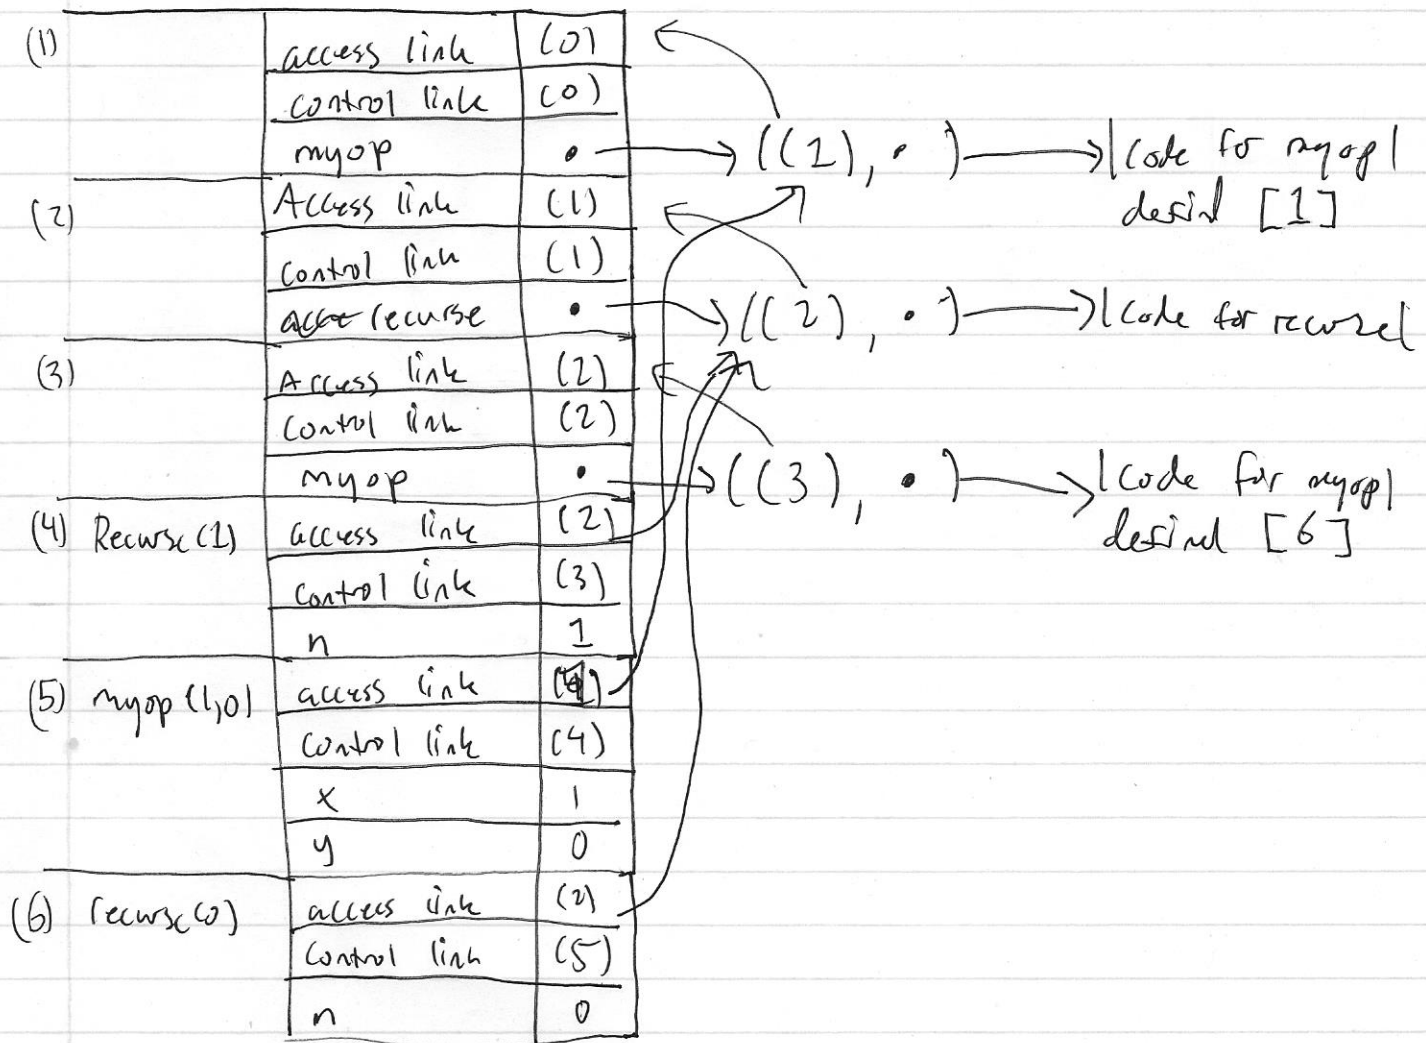 (1) access link (0)
control link (0)
myop • ((1), •) |code for myop|
defind [1]
(2) Access link (1)
control link (1)
recurse • ((2), •) |code for recurse|
(3) Access link (2)
control link (2)
myop • ((3), •) |code for myop|
defined [6]
(4) Recurse(1) access link (2)
control link (3)
n 1
(5) myop(1,0) access link
control link (4)
x 1
y 0
(6) recurse(0) access link (2)
control link (5)
n 0